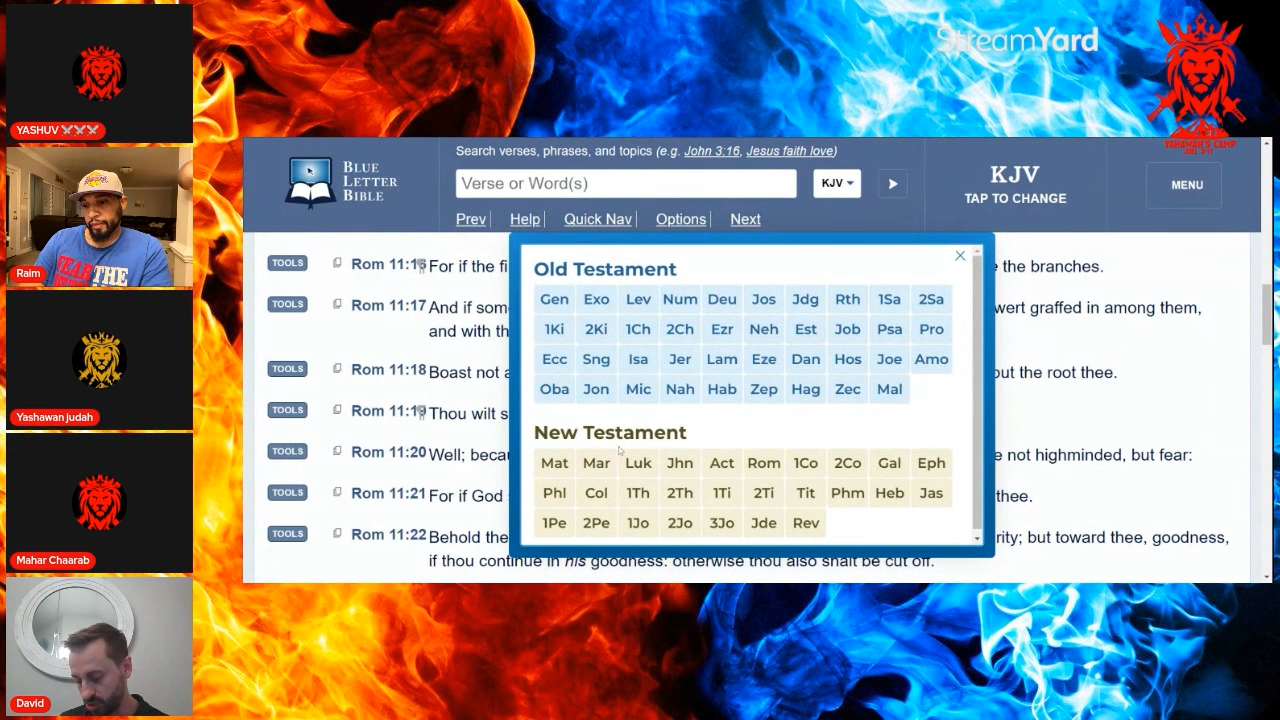 StreamYard
YAHAWAH'S CAMP
YASHUV ⚔⚔⚔
Raim
THE
Yashawan judah
Mahar Chaarab
David
BLUE
LETTER
BIBLE
Search verses, phrases, and topics (e.g. John 3:16, Jesus faith love)
Verse or Word(s)
KJV
Prev
Help
Quick Nav
Options
Next
KJV
TAP TO CHANGE
MENU
TOOLS For if the fi e the branches.
TOOLS Rom 11:17 And if som wert graffed in among them,
and with th
TOOLS Rom 11:18 Boast not a out the root thee.
TOOLS Thou wilt s
TOOLS Rom 11:20 Well; becau e not highminded, but fear:
TOOLS Rom 11:21 For if God thee.
TOOLS Rom 11:22 Behold the rity; but toward thee, goodness,
if thou continue in his goodness: otherwise thou also shalt be cut off.
Old Testament
Gen Exo Lev Num Deu Jos Jdg Rth 1Sa 2Sa
1Ki 2Ki 1Ch 2Ch Ezr Neh Est Job Psa Pro
Ecc Sng Isa Jer Lam Eze Dan Hos Joe Amo
Oba Jon Mic Nah Hab Zep Hag Zec Mal
New Testament
Mat Mar Luk Jhn Act Rom 1Co 2Co Gal Eph
Phl Col 1Th 2Th 1Ti 2Ti Tit Phm Heb Jas
1Pe 2Pe 1Jo 2Jo 3Jo Jde Rev